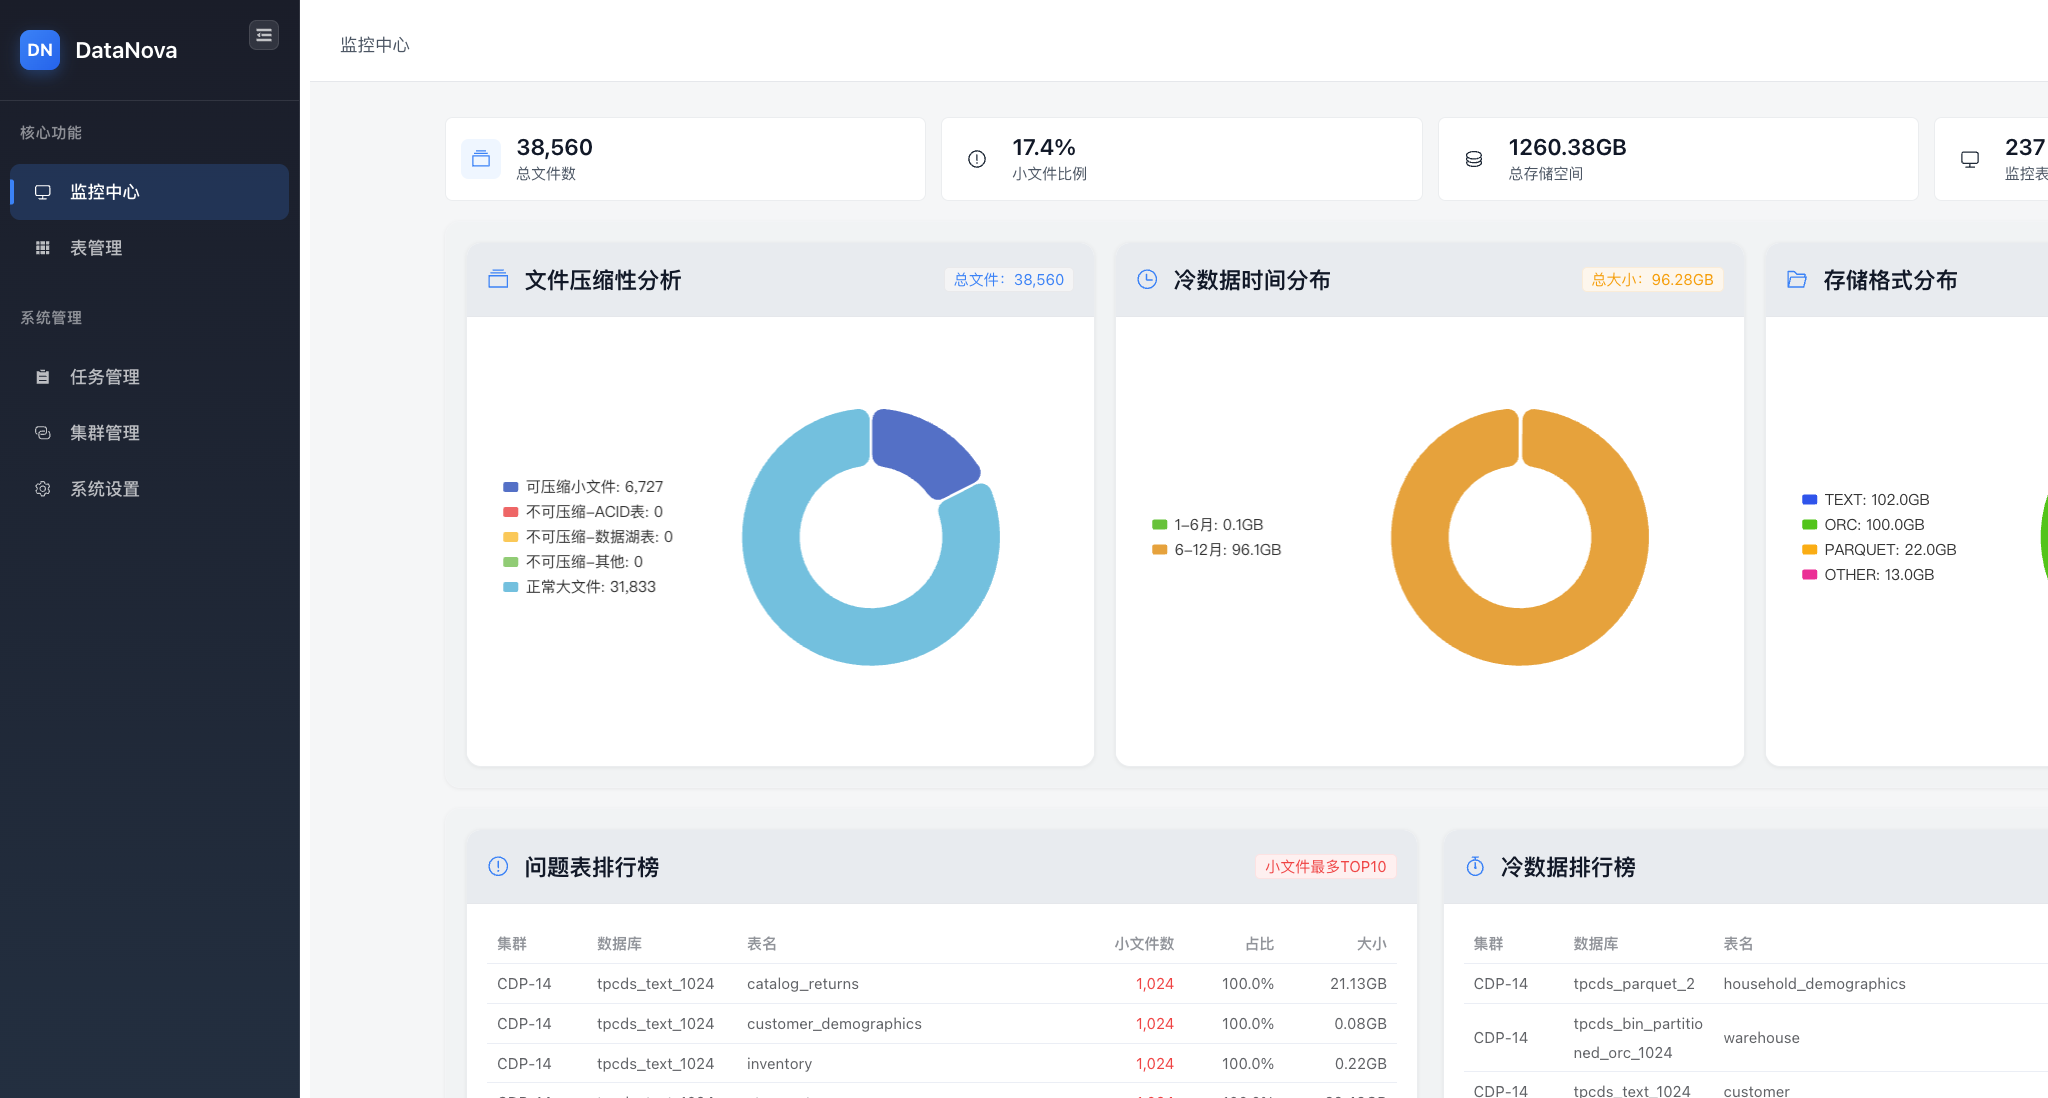 DN
DataNova
核心功能
监控中心
表管理
系统管理
任务管理
集群管理
系统设置
监控中心
38,560
总文件数
17.4%
小文件比例
1260.38GB
总存储空间
237
监控表
文件压缩性分析
总文件：38,560
可压缩小文件: 6,727
不可压缩-ACID表: 0
不可压缩-数据湖表: 0
不可压缩-其他: 0
正常大文件: 31,833
冷数据时间分布
总大小：96.28GB
1-6月: 0.1GB
6-12月: 96.1GB
存储格式分布
TEXT: 102.0GB
ORC: 100.0GB
PARQUET: 22.0GB
OTHER: 13.0GB
问题表排行榜
小文件最多TOP10
集群 数据库 表名 小文件数 占比 大小
CDP-14 tpcds_text_1024 catalog_returns 1,024 100.0% 21.13GB
CDP-14 tpcds_text_1024 customer_demographics 1,024 100.0% 0.08GB
CDP-14 tpcds_text_1024 inventory 1,024 100.0% 0.22GB
冷数据排行榜
集群 数据库 表名
CDP-14 tpcds_parquet_2 household_demographics
CDP-14 tpcds_bin_partitio
ned_orc_1024 warehouse
CDP-14 tpcds_text_1024 customer